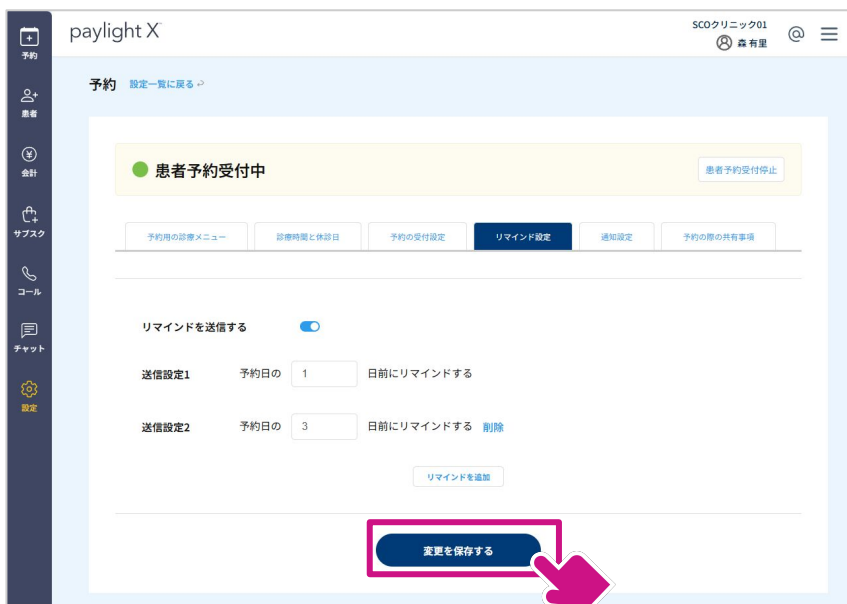 paylight X
SCOクリニック01
森 有里
予約
患者
会計
サブスク
コール
チャット
設定
予約 設定一覧に戻る
患者予約受付中
患者予約受付停止
予約用の診療メニュー 診療時間と休診日 予約の受付設定 リマインド設定 通知設定 予約の際の共有事項
リマインドを送信する
送信設定1 予約日の 1 日前にリマインドする
送信設定2 予約日の 3 日前にリマインドする 削除
リマインドを追加
変更を保存する